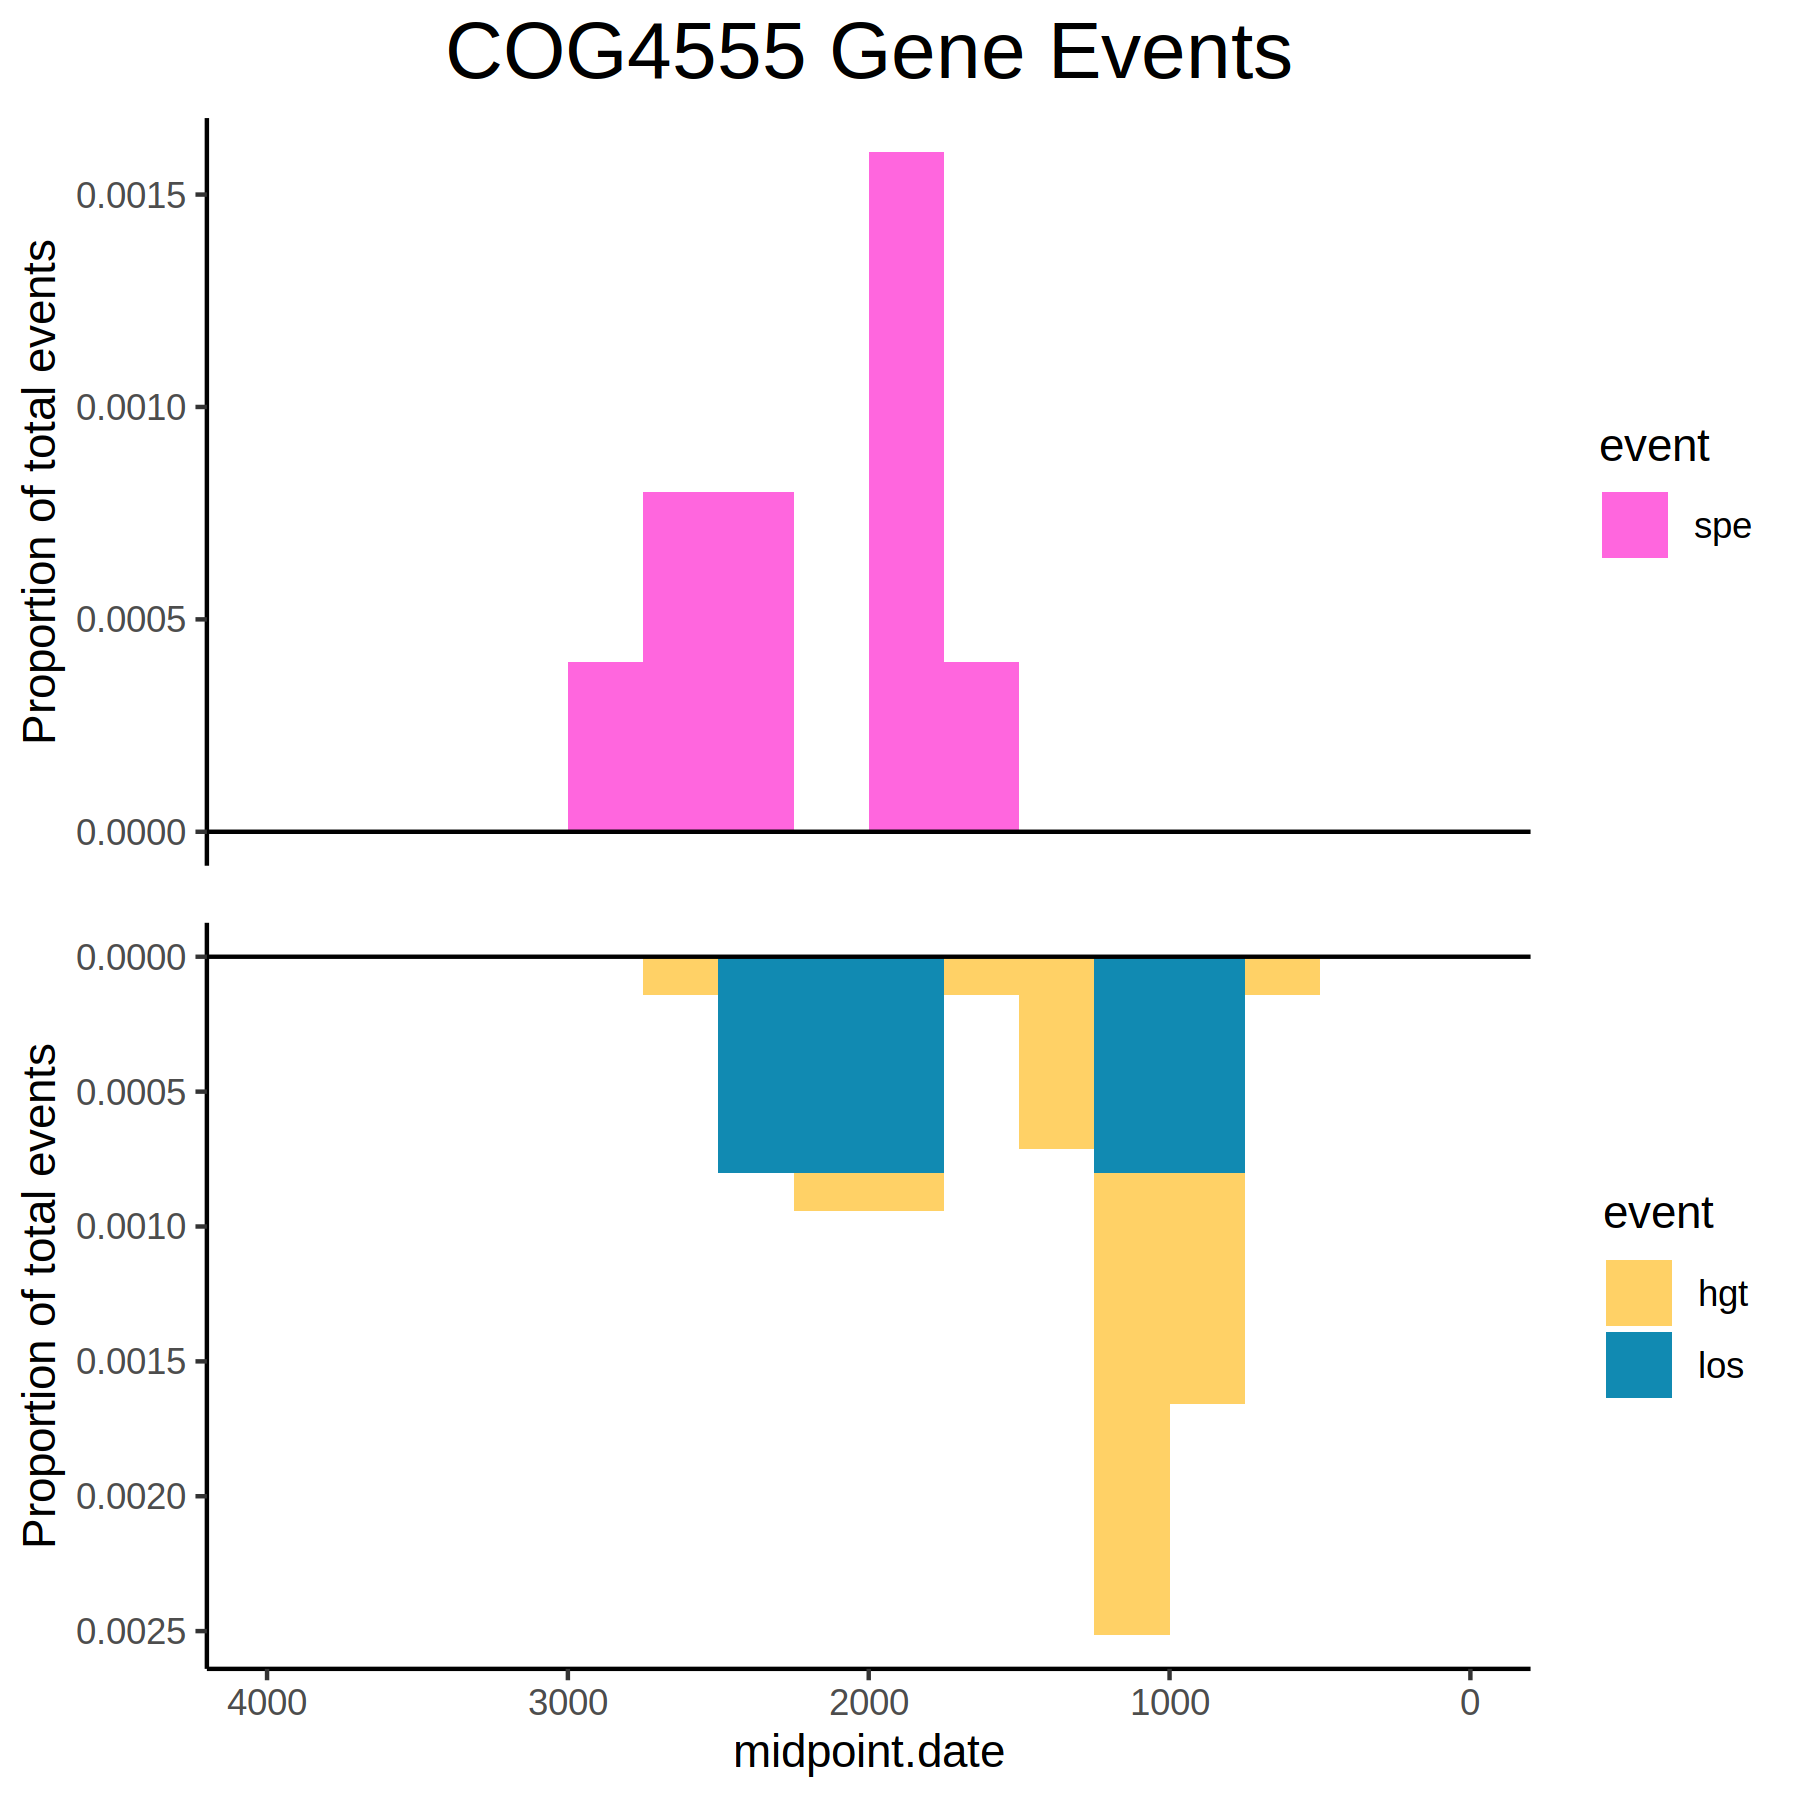 COG4555 Gene Events
Proportion of total events
0.0015
0.0010
0.0005
0.0000
event
spe
Proportion of total events
0.0000
0.0005
0.0010
0.0015
0.0020
0.0025
event
hgt
los
4000 3000 2000 1000 0
midpoint.date